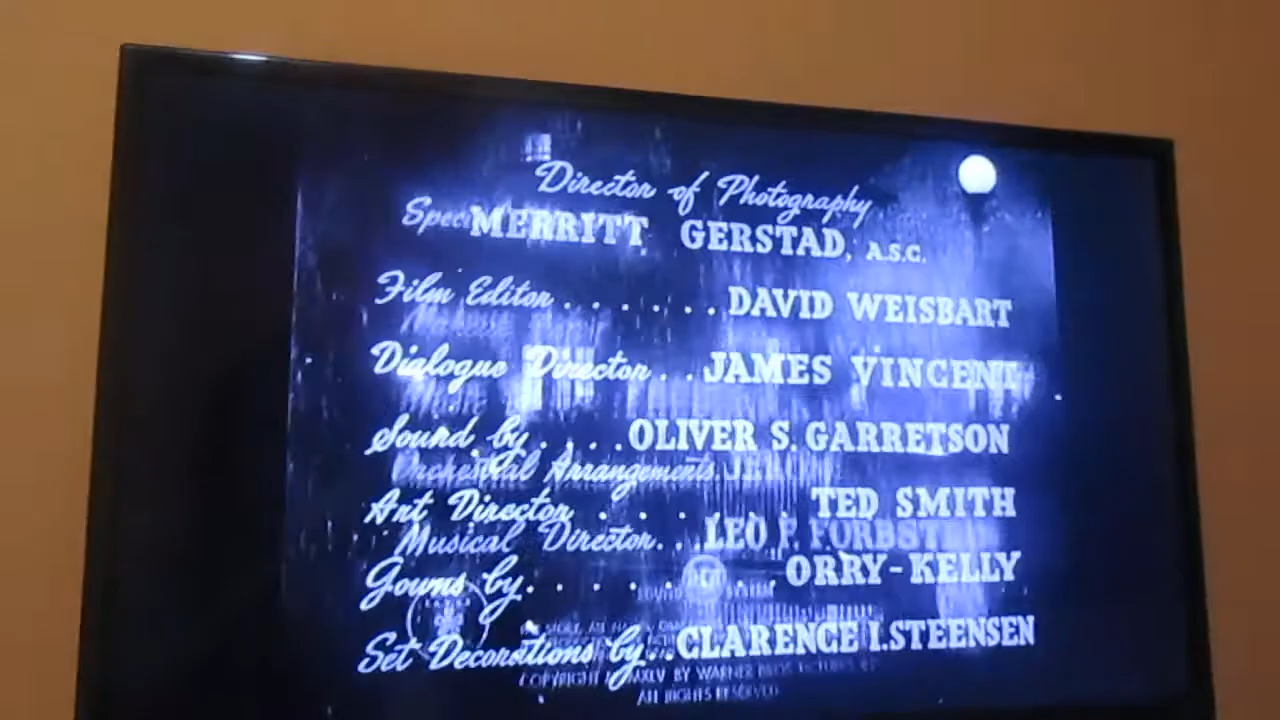 Director of Photography
MERRITT GERSTAD, A.S.C.
Film Editor . . . . . . DAVID WEISBART
Dialogue Director . . JAMES VINCENT
Sound by . . . . OLIVER S. GARRETSON
Orchestral Arrangements
Art Director . . . . . TED SMITH
Musical Director. . . LEO F. FORBSTEIN
Gowns by. . . . . . . . ORRY-KELLY
Set Decorations by. . CLARENCE I. STEENSEN
BY WARNER BROS. PICTURES
ALL RIGHTS RESERVED